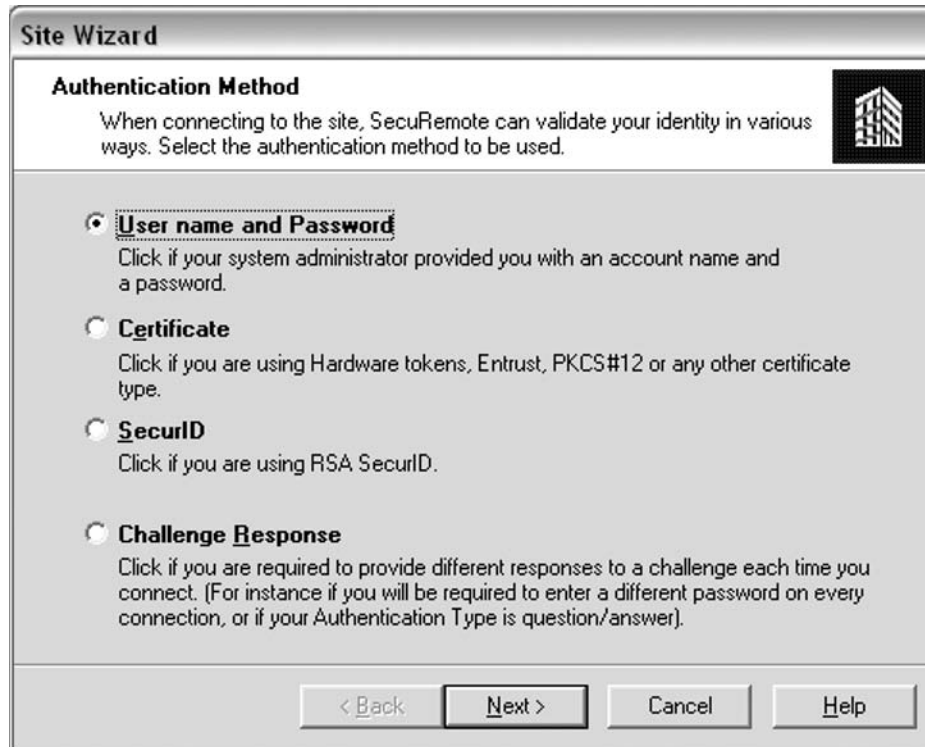 Site Wizard
Authentication Method
When connecting to the site, SecuRemote can validate your identity in various
ways. Select the authentication method to be used.
User name and Password
Click if your system administrator provided you with an account name and
a password.
Certificate
Click if you are using Hardware tokens, Entrust, PKCS#12 or any other certificate
type.
SecurID
Click if you are using RSA SecurID.
Challenge Response
Click if you are required to provide different responses to a challenge each time you
connect. (For instance if you will be required to enter a different password on every
connection, or if your Authentication Type is question/answer).
< Back Next > Cancel Help